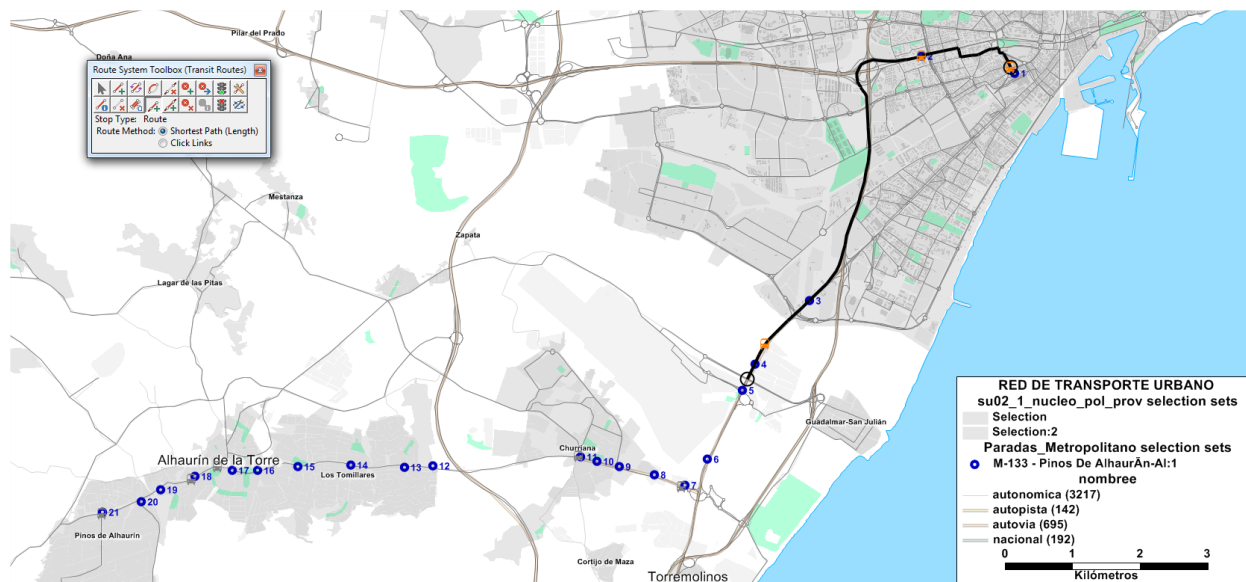 Pilar del Prado
Doña Ana
Route System Toolbox (Transit Routes)
Stop Type: Route
Route Method: Shortest Path (Length)
Click Links
2
1
Mestanza
Zapata
Lagar de las Pitas
3
4
5
Guadalmar-San Julián
Churriana
Alhaurín de la Torre
Los Tomillares
21
20
19
18
17
16
15
14
13
12
11
10
9
8
7
6
Pinos de Alhaurín
Cortijo de Maza
Torremolinos
RED DE TRANSPORTE URBANO
su02_1_nucleo_pol_prov selection sets
Selection
Selection:2
Paradas_Metropolitano selection sets
M-133 - Pinos De AlhaurÃn-Al:1
nombree
autonomica (3217)
autopista (142)
autovia (695)
nacional (192)
0 1 2 3
Kilómetros